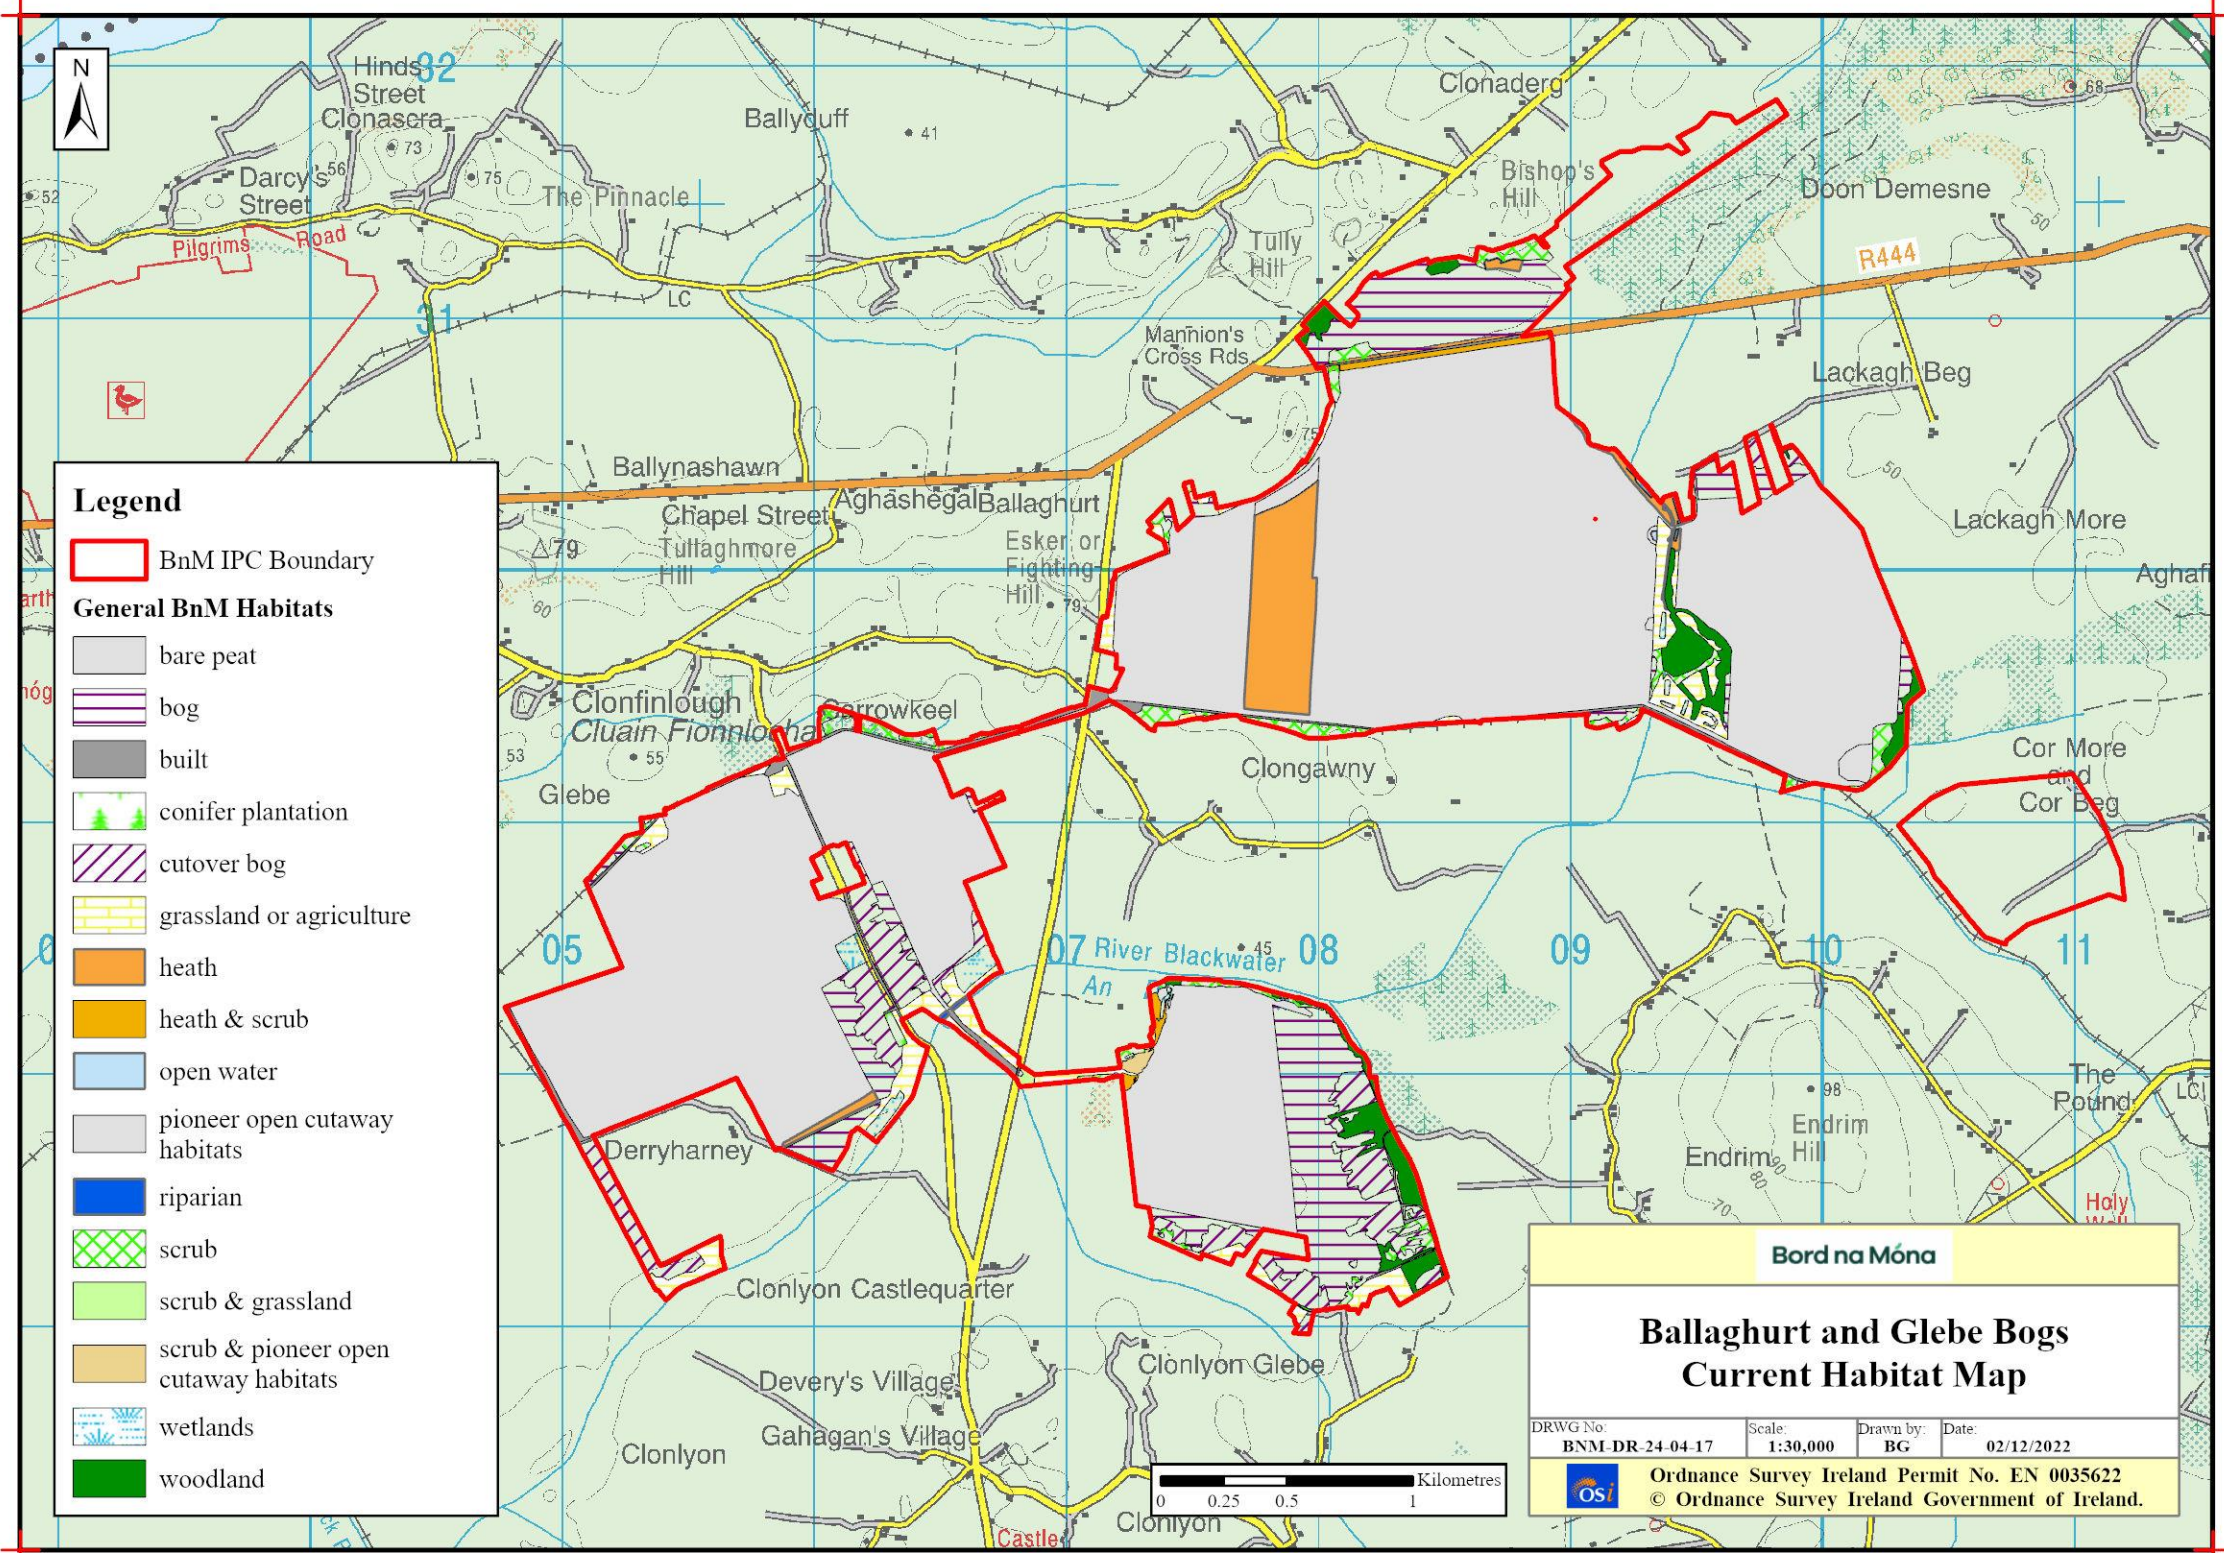 N
Hinds
Street
32
Clonascra
Clonaderg
68
Ballyduff
41
73
Darcy's
Street
56
75
52
The Pinnacle
Bishop's
Hill
Doon Demesne
50
Pilgrims Road
Tully
Hill
R444
LC
31
Mannion's
Cross Rds
Lackagh Beg
75
Ballynashawn
Aghashegal
Ballaghurt
50
Chapel Street
Lackagh More
79
Tullaghmore
Hill
Esker or
Fighting
Hill
79
60
Clonfinlough
Cluain Fionnlocha
Carrowkeel
53
55
Glebe
Clongawny
Cor More
and
Cor Beg
05
07
River Blackwater
An
45
08
09
10
11
98
Endrim
Hill
Endrim
90
80
70
The
Pound
LC
Holy
Derryharney
Clonlyon Castlequarter
Clonlyon Glebe
Devery's Village
Gahagan's Village
Clonlyon
Clonlyon
Castle
Legend
BnM IPC Boundary
General BnM Habitats
bare peat
bog
built
conifer plantation
cutover bog
grassland or agriculture
heath
heath & scrub
open water
pioneer open cutaway
habitats
riparian
scrub
scrub & grassland
scrub & pioneer open
cutaway habitats
wetlands
woodland
Kilometres
0 0.25 0.5 1
Bord na Móna
Ballaghurt and Glebe Bogs
Current Habitat Map
DRWG No: Scale: Drawn by: Date:
BNM-DR-24-04-17 1:30,000 BG 02/12/2022
OSi
Ordnance Survey Ireland Permit No. EN 0035622
© Ordnance Survey Ireland Government of Ireland.